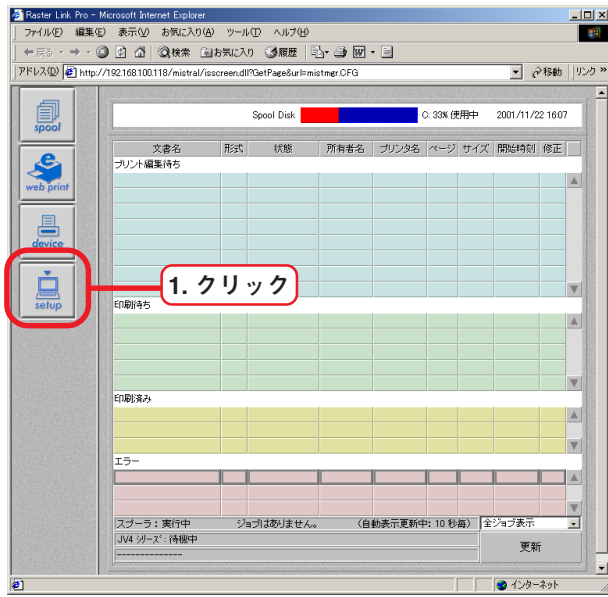 Raster Link Pro - Microsoft Internet Explorer
ファイル(F) 編集(E) 表示(V) お気に入り(A) ツール(T) ヘルプ(H)
戻る 検索 お気に入り 履歴
アドレス(D) http://192.168.100.118/mistral/isscreen.dll?GetPage&url=mistmgr.CFG 移動 リンク »
spool
web print
device
setup
1. クリック
Spool Disk C: 33% 使用中 2001/11/22 16:07
文書名 形式 状態 所有者名 プリンタ名 ページ サイズ 開始時刻 修正
プリント編集待ち
印刷待ち
印刷済み
エラー
スプーラ：実行中 ジョブはありません。 （自動表示更新中：10 秒毎） 全ジョブ表示
JV4 シリーズ：待機中 更新
--------------
インターネット